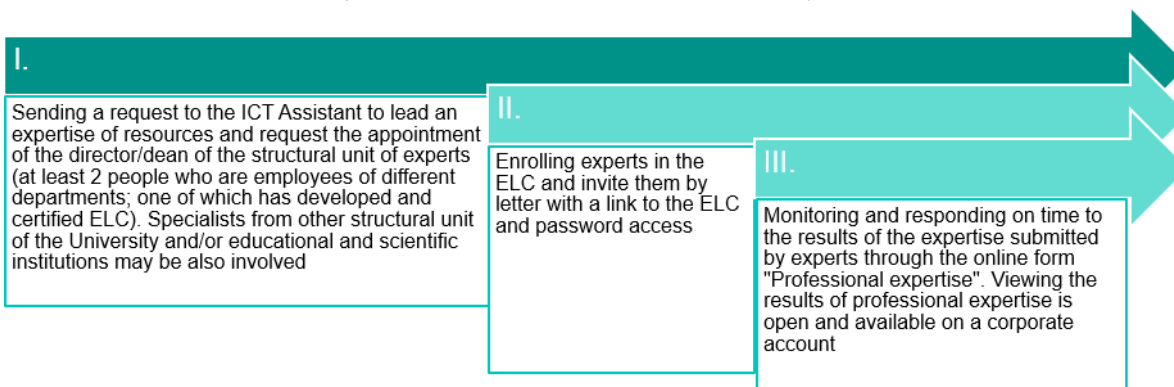 I.
Sending a request to the ICT Assistant to lead an
expertise of resources and request the appointment
of the director/dean of the structural unit of experts
(at least 2 people who are employees of different
departments; one of which has developed and
certified ELC). Specialists from other structural unit
of the University and/or educational and scientific
institutions may be also involved
II.
Enrolling experts in the
ELC and invite them by
letter with a link to the ELC
and password access
III.
Monitoring and responding on time to
the results of the expertise submitted
by experts through the online form
"Professional expertise". Viewing the
results of professional expertise is
open and available on a corporate
account